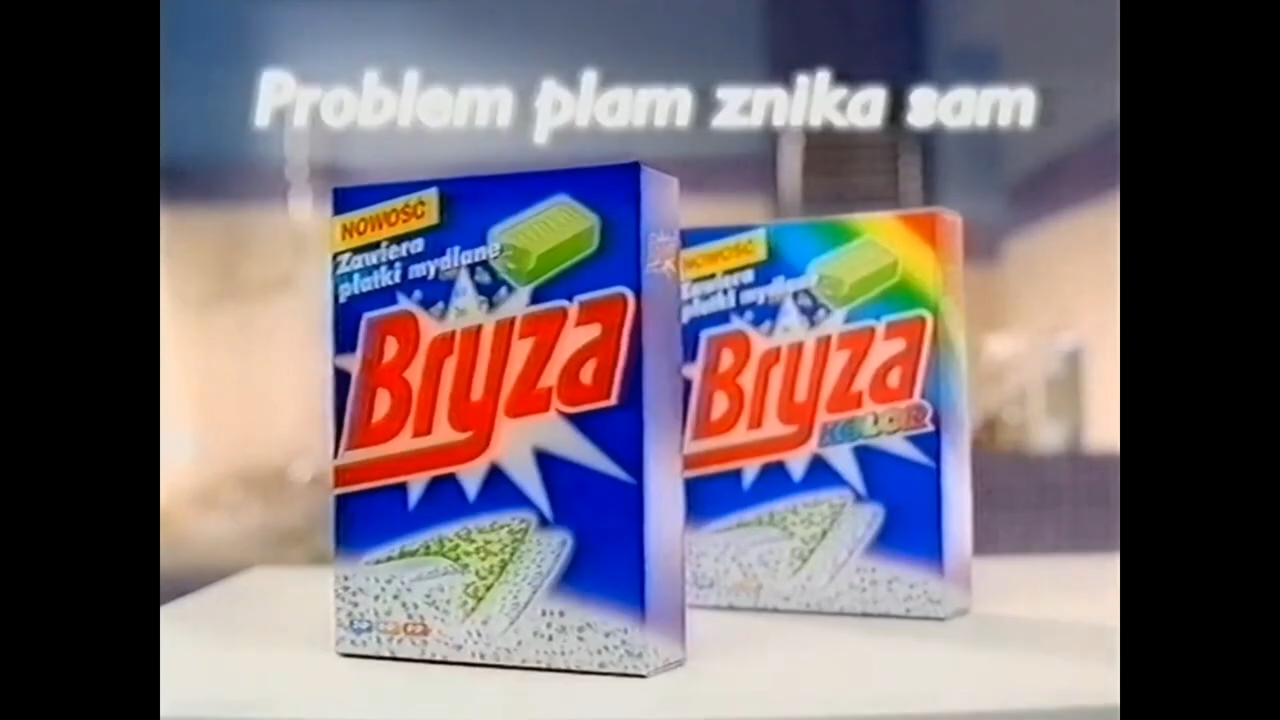 Problem plam znika sam
NOWOŚĆ
Zawiera
płatki mydlane
Bryza
NOWOŚĆ
Zawiera
płatki mydlane
Bryza
KOLOR